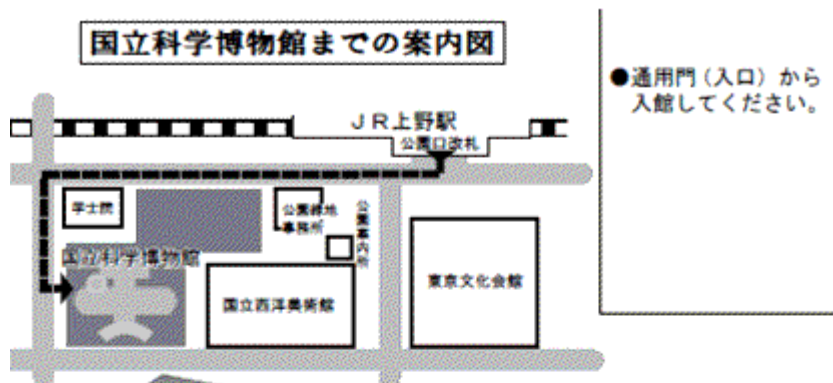 国立科学博物館までの案内図
●通用門（入口）から
入館してください。
ＪＲ上野駅
公園口改札
学士院
公園緑地
事務所
公園案内所
国立科学博物館
国立西洋美術館
東京文化会館